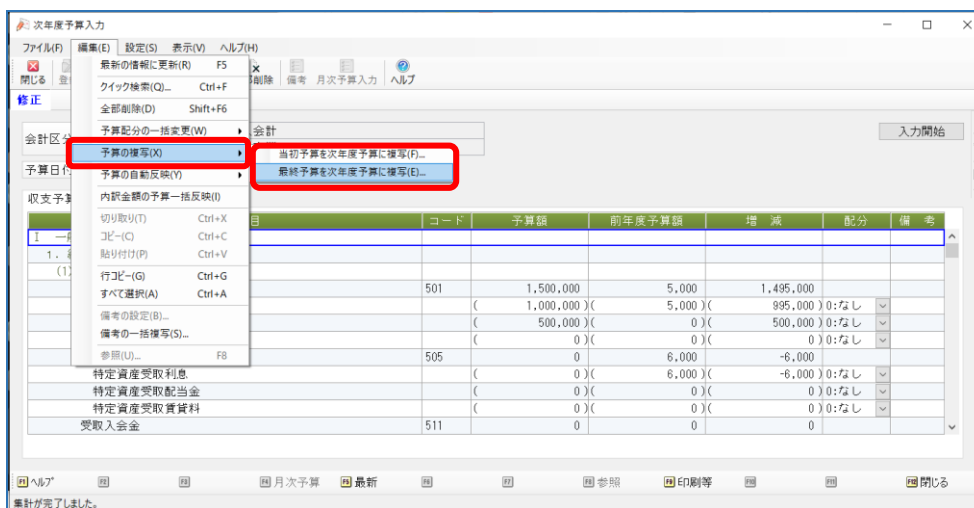 次年度予算入力
ファイル(F) 編集(E) 設定(S) 表示(V) ヘルプ(H)
閉じる 登 削除 備考 月次予算入力 ヘルプ
最新の情報に更新(R) F5
クイック検索(Q)... Ctrl+F
全部削除(D) Shift+F6
予算配分の一括変更(W)
予算の複写(X)
予算の自動反映(Y)
内訳金額の予算一括反映(I)
切り取り(T) Ctrl+X
コピー(C) Ctrl+C
貼り付け(P) Ctrl+V
行コピー(G) Ctrl+G
すべて選択(A) Ctrl+A
備考の設定(B)...
備考の一括複写(S)...
参照(U)... F8
当初予算を次年度予算に複写(F)...
最終予算を次年度予算に複写(E)...
修正
会計区 会計
入力開始
予算日付
収支予算
目 コード 予算額 前年度予算額 増 減 配分 備 考
I 一般
1.
(1)
501 1,500,000 5,000 1,495,000
( 1,000,000 )( 5,000 )( 995,000 ) 0:なし
( 500,000 )( 0 )( 500,000 ) 0:なし
( 0 )( 0 )( 0 ) 0:なし
505 0 6,000 -6,000
特定資産受取利息 ( 0 )( 6,000 )( -6,000 ) 0:なし
特定資産受取配当金 ( 0 )( 0 )( 0 ) 0:なし
特定資産受取賃貸料 ( 0 )( 0 )( 0 ) 0:なし
受取入会金 511 0 0 0
F1 ヘルプ F2 F3 F4 月次予算 F5 最新 F6 F7 F8 参照 F9 印刷等 F10 F11 F12 閉じる
集計が完了しました。